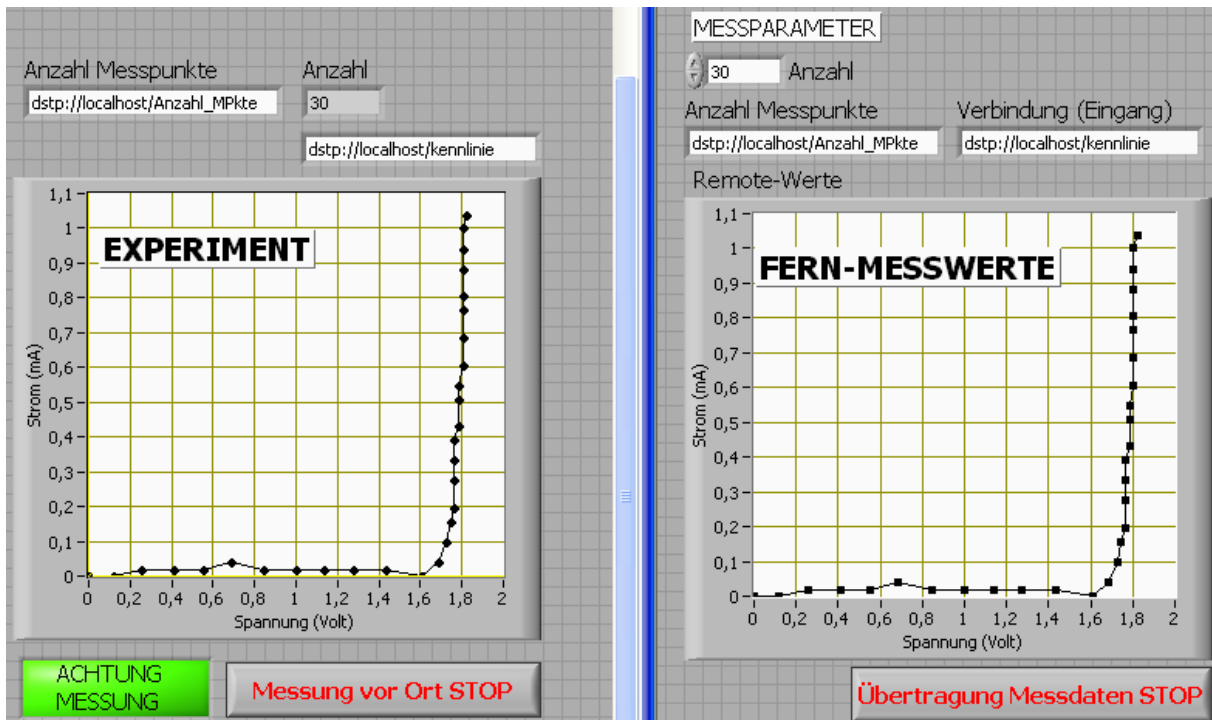 Anzahl Messpunkte
Anzahl
dstp://localhost/Anzahl_MPkte
30
dstp://localhost/kennlinie
EXPERIMENT
Strom (mA)
1,1
1
0,9
0,8
0,7
0,6
0,5
0,4
0,3
0,2
0,1
0
0
0,2
0,4
0,6
0,8
1
1,2
1,4
1,6
1,8
2
Spannung (Volt)
ACHTUNG
MESSUNG
Messung vor Ort STOP
MESSPARAMETER
30
Anzahl
Anzahl Messpunkte
Verbindung (Eingang)
dstp://localhost/Anzahl_MPkte
dstp://localhost/kennlinie
Remote-Werte
FERN-MESSWERTE
Strom (mA)
1,1
1
0,9
0,8
0,7
0,6
0,5
0,4
0,3
0,2
0,1
0
0
0,2
0,4
0,6
0,8
1
1,2
1,4
1,6
1,8
2
Spannung (Volt)
Übertragung Messdaten STOP